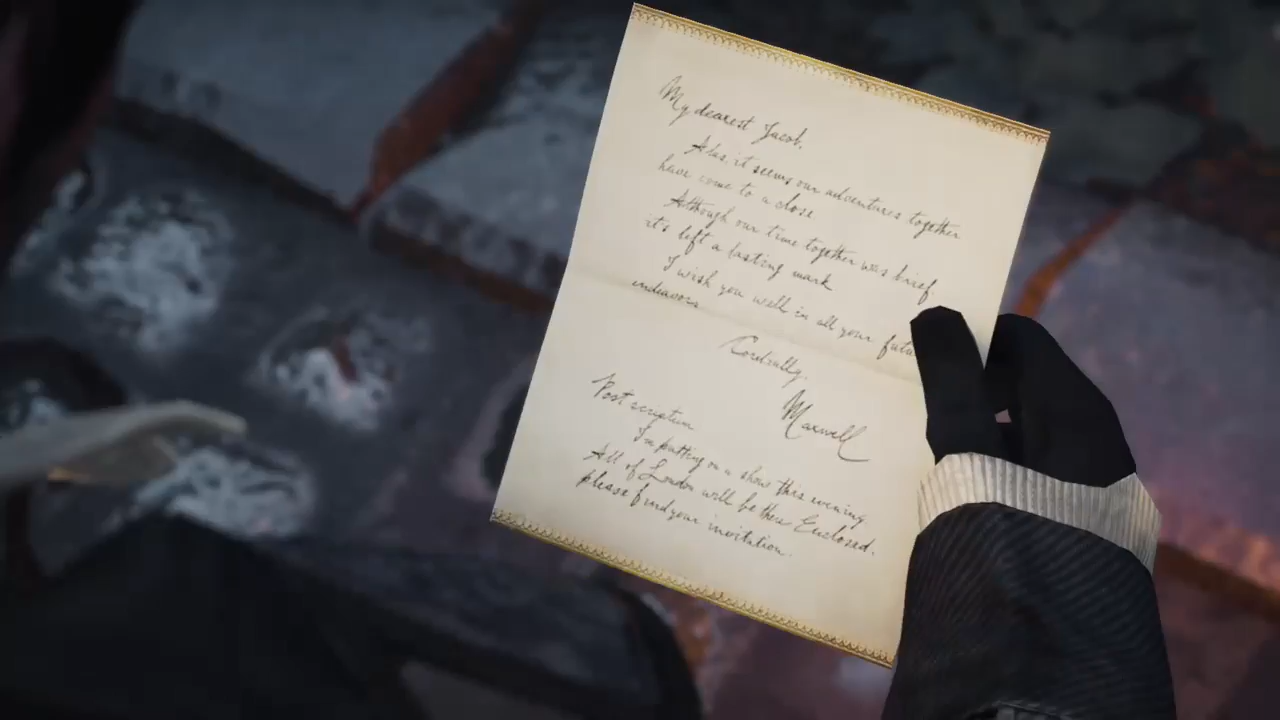 My dearest Jacob,
Alas, it seems our adventures together
have come to a close.
Although our time together was brief,
it's left a lasting mark
I wish you well in all your futu
endeavors
Cordially,
Maxwell
Post scriptum
I'm putting on a show this evening
All of London will be there Enclosed,
please find your invitation.